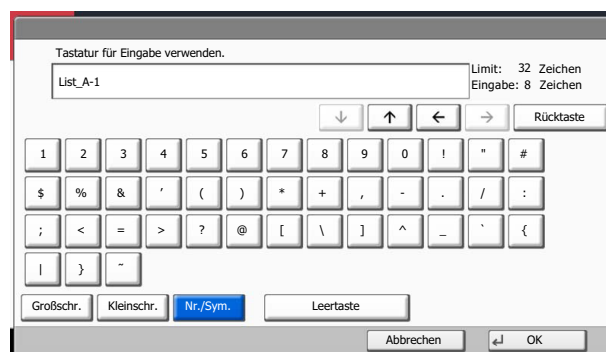 Tastatur für Eingabe verwenden.
List_A-1
Limit: 32 Zeichen
Eingabe: 8 Zeichen
↓ ↑ ← → Rücktaste
1 2 3 4 5 6 7 8 9 0 ! " #
$ % & ' ( ) * + , - . / :
; < = > ? @ [ \ ] ^ _ ` {
| } ~
Großschr. Kleinschr. Nr./Sym. Leertaste
Abbrechen ↵ OK